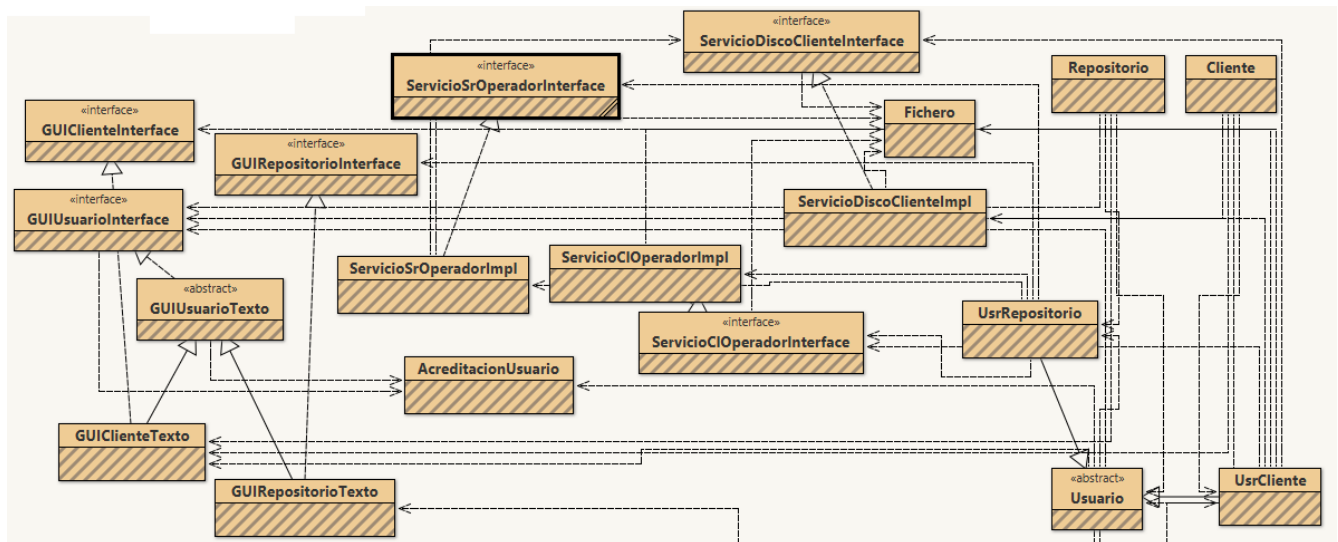 «interface»
ServicioDiscoClienteInterface
«interface»
ServicioSrOperadorInterface
Repositorio
Cliente
«interface»
GUIClienteInterface
Fichero
«interface»
GUIRepositorioInterface
«interface»
GUIUsuarioInterface
ServicioDiscoClienteImpl
ServicioSrOperadorImpl
ServicioClOperadorImpl
«abstract»
GUIUsuarioTexto
«interface»
ServicioClOperadorInterface
UsrRepositorio
AcreditacionUsuario
GUIClienteTexto
GUIRepositorioTexto
«abstract»
Usuario
UsrCliente